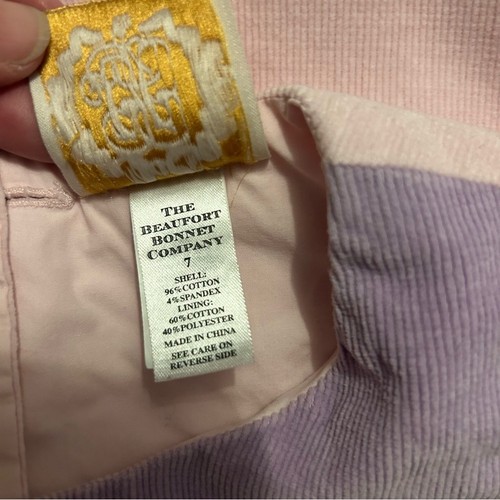 THE
BEAUFORT
BONNET
COMPANY
7
SHELL:
96%COTTON
4%SPANDEX
LINING:
60%COTTON
40%POLYESTER
MADE IN CHINA
SEE CARE ON
REVERSE SIDE